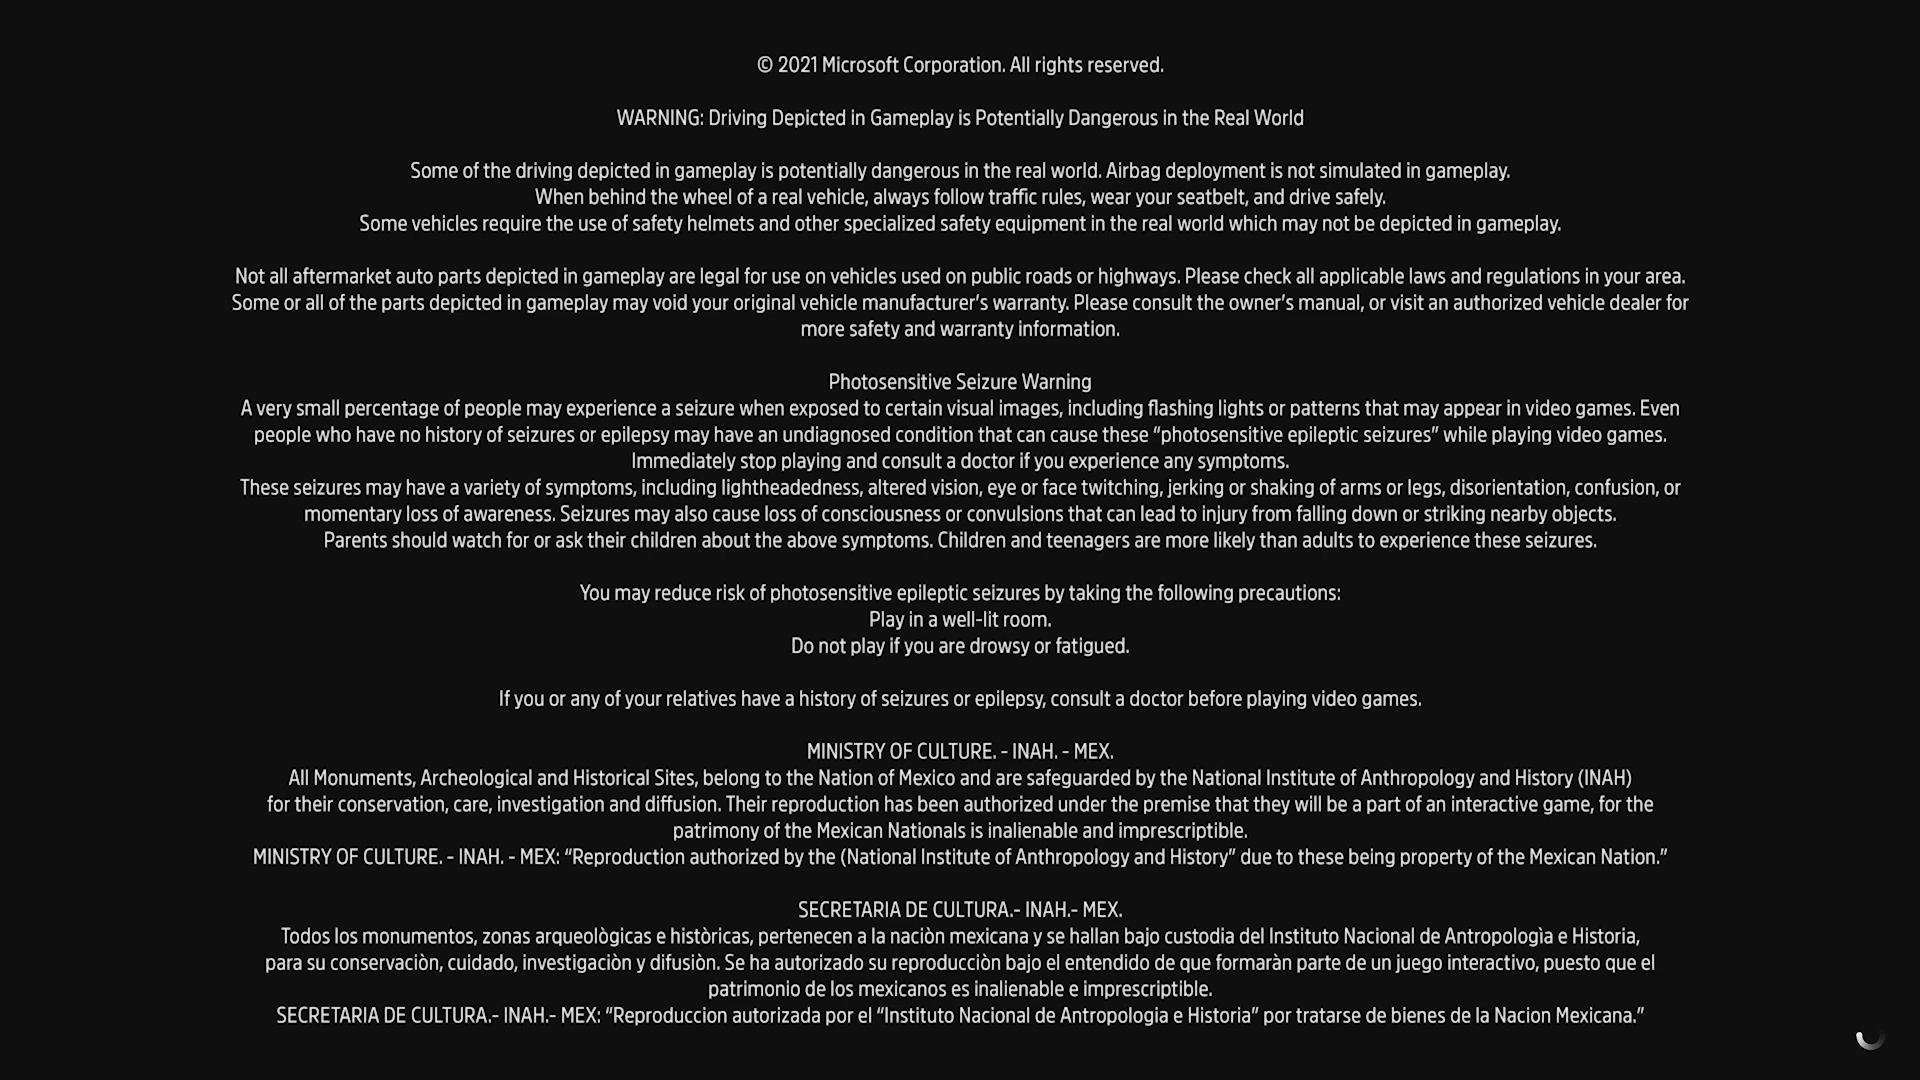 © 2021 Microsoft Corporation. All rights reserved.
WARNING: Driving Depicted in Gameplay is Potentially Dangerous in the Real World
Some of the driving depicted in gameplay is potentially dangerous in the real world. Airbag deployment is not simulated in gameplay.
When behind the wheel of a real vehicle, always follow traffic rules, wear your seatbelt, and drive safely.
Some vehicles require the use of safety helmets and other specialized safety equipment in the real world which may not be depicted in gameplay.
Not all aftermarket auto parts depicted in gameplay are legal for use on vehicles used on public roads or highways. Please check all applicable laws and regulations in your area.
Some or all of the parts depicted in gameplay may void your original vehicle manufacturer's warranty. Please consult the owner's manual, or visit an authorized vehicle dealer for
more safety and warranty information.
Photosensitive Seizure Warning
A very small percentage of people may experience a seizure when exposed to certain visual images, including flashing lights or patterns that may appear in video games. Even
people who have no history of seizures or epilepsy may have an undiagnosed condition that can cause these “photosensitive epileptic seizures” while playing video games.
Immediately stop playing and consult a doctor if you experience any symptoms.
These seizures may have a variety of symptoms, including lightheadedness, altered vision, eye or face twitching, jerking or shaking of arms or legs, disorientation, confusion, or
momentary loss of awareness. Seizures may also cause loss of consciousness or convulsions that can lead to injury from falling down or striking nearby objects.
Parents should watch for or ask their children about the above symptoms. Children and teenagers are more likely than adults to experience these seizures.
You may reduce risk of photosensitive epileptic seizures by taking the following precautions:
Play in a well-lit room.
Do not play if you are drowsy or fatigued.
If you or any of your relatives have a history of seizures or epilepsy, consult a doctor before playing video games.
MINISTRY OF CULTURE. - INAH. - MEX.
All Monuments, Archeological and Historical Sites, belong to the Nation of Mexico and are safeguarded by the National Institute of Anthropology and History (INAH)
for their conservation, care, investigation and diffusion. Their reproduction has been authorized under the premise that they will be a part of an interactive game, for the
patrimony of the Mexican Nationals is inalienable and imprescriptible.
MINISTRY OF CULTURE. - INAH. - MEX: “Reproduction authorized by the (National Institute of Anthropology and History” due to these being property of the Mexican Nation.”
SECRETARIA DE CULTURA.- INAH.- MEX.
Todos los monumentos, zonas arqueològicas e històricas, pertenecen a la naciòn mexicana y se hallan bajo custodia del Instituto Nacional de Antropologìa e Historia,
para su conservaciòn, cuidado, investigaciòn y difusiòn. Se ha autorizado su reproducciòn bajo el entendido de que formaràn parte de un juego interactivo, puesto que el
patrimonio de los mexicanos es inalienable e imprescriptible.
SECRETARIA DE CULTURA.- INAH.- MEX: “Reproduccion autorizada por el “Instituto Nacional de Antropologia e Historia” por tratarse de bienes de la Nacion Mexicana.”